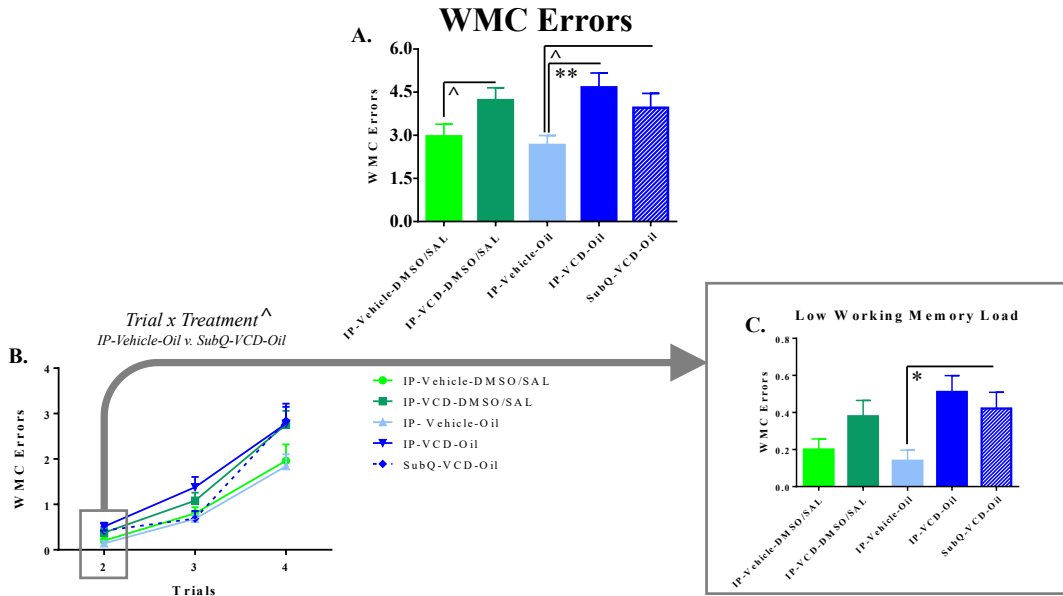 WMC Errors
A.
6.0
4.5
3.0
1.5
0.0
WMC Errors
^
^
**
IP-Vehicle-DMSO/SAL
IP-VCD-DMSO/SAL
IP-Vehicle-Oil
IP-VCD-Oil
SubQ-VCD-Oil
Trial x Treatment^
IP-Vehicle-Oil v. SubQ-VCD-Oil
B.
4
3
2
1
0
WMC Errors
2
3
4
Trials
IP-Vehicle-DMSO/SAL
IP-VCD-DMSO/SAL
IP- Vehicle-Oil
IP-VCD-Oil
SubQ-VCD-Oil
C.
Low Working Memory Load
0.8
0.6
0.4
0.2
0.0
WMC Errors
*
IP-Vehicle-DMSO/SAL
IP-VCD-DMSO/SAL
IP-Vehicle-Oil
IP-VCD-Oil
SubQ-VCD-Oil